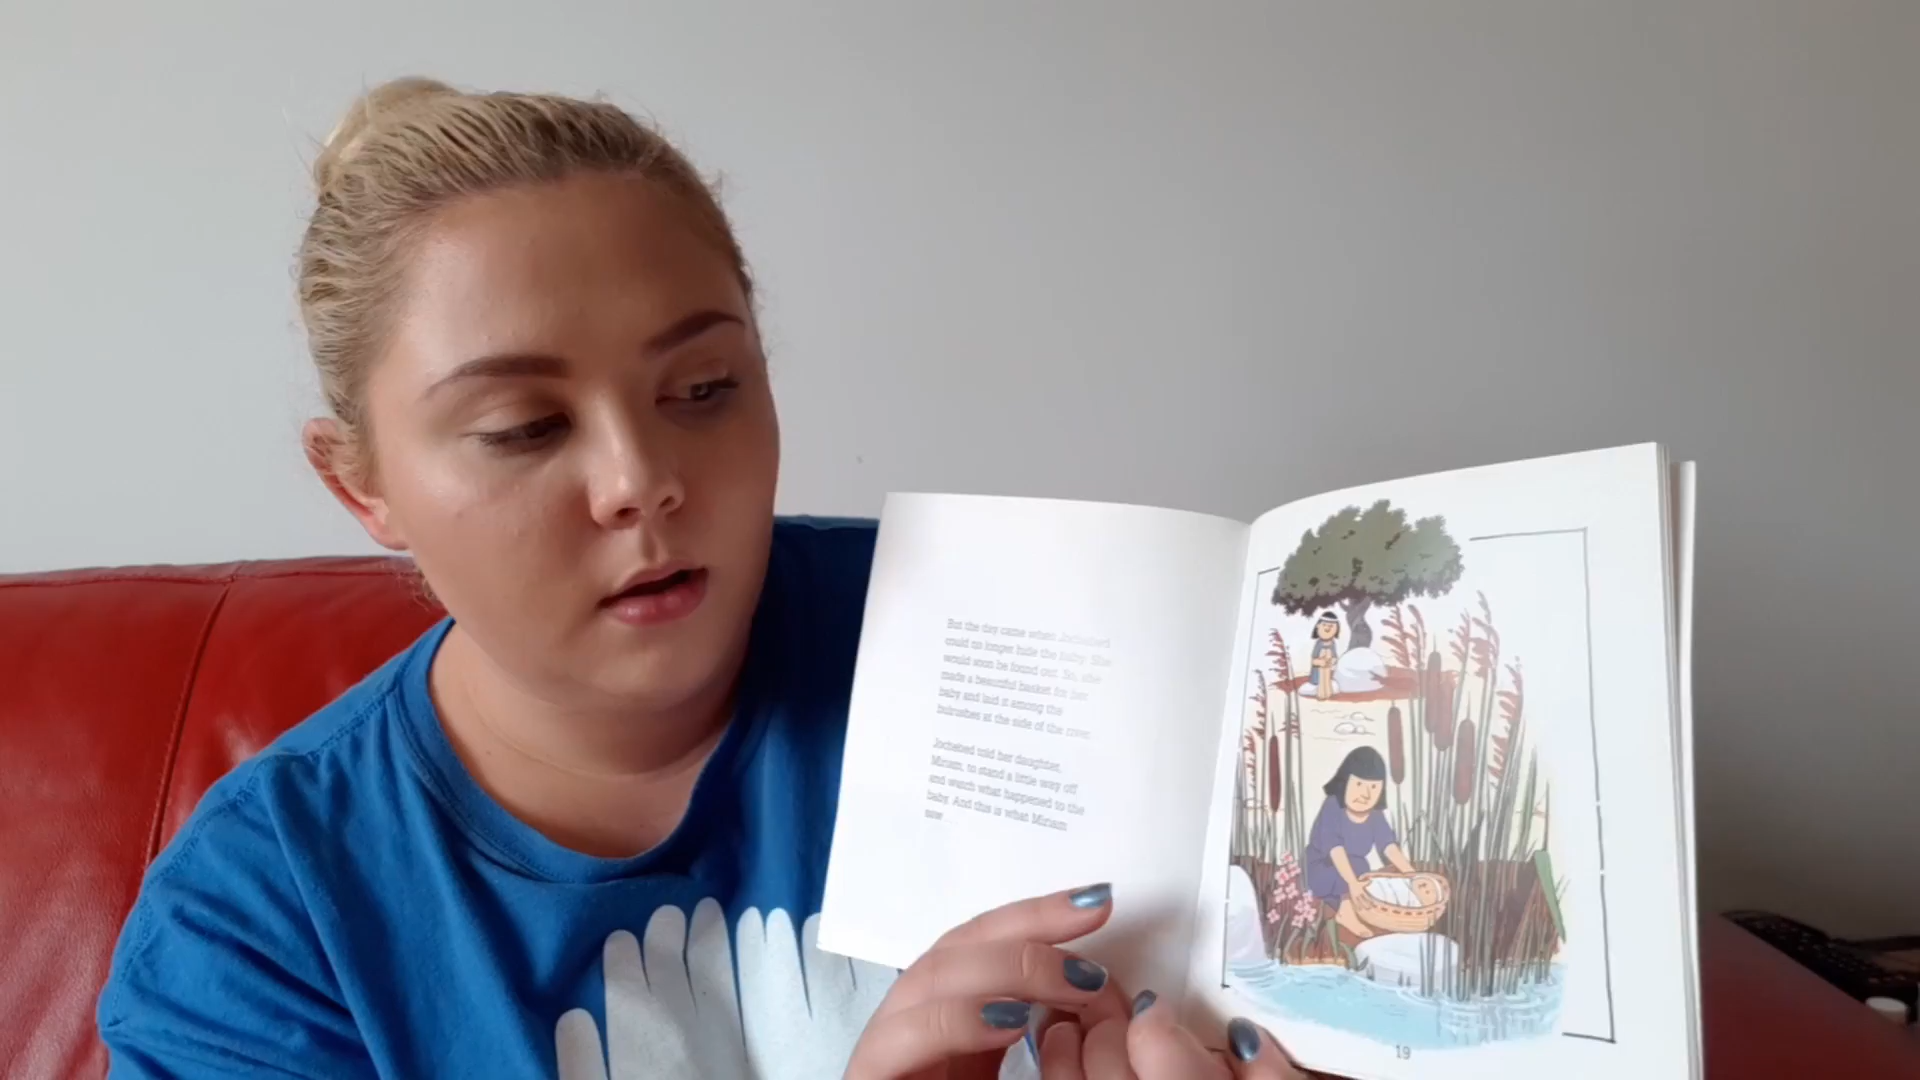 But the day came when Jochebed
could no longer hide the baby. She
would soon be found out. So, she
made a beautiful basket for her
baby and laid it among the
bulrushes at the side of the river.
Jochebed told her daughter,
Miriam, to stand a little way off
and watch what happened to the
baby. And this is what Miriam
saw . . .
19